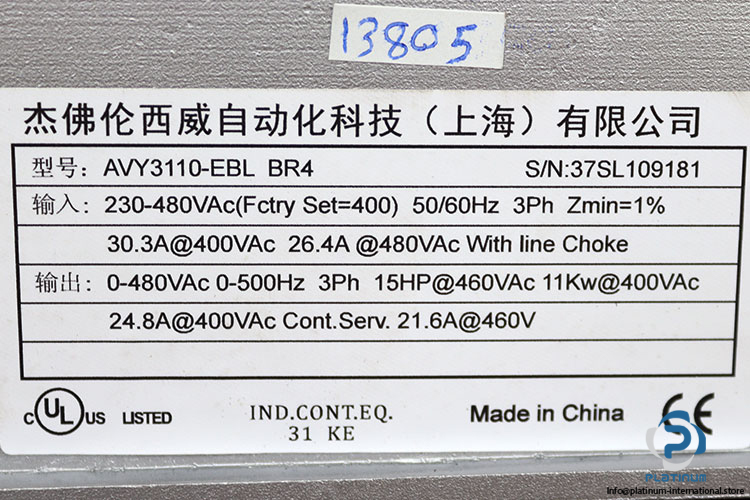 13805
杰佛伦西威自动化科技（上海）有限公司
型号: AVY3110-EBL BR4 S/N:37SL109181
输入: 230-480VAc(Fctry Set=400) 50/60Hz 3Ph Zmin=1%
30.3A@400VAc 26.4A @480VAc With line Choke
输出: 0-480VAc 0-500Hz 3Ph 15HP@460VAc 11Kw@400VAc
24.8A@400VAc Cont.Serv. 21.6A@460V
C UL US LISTED IND.CONT.EQ. Made in China CE
31 KE
PLATINUM
Info@platinum-international.store